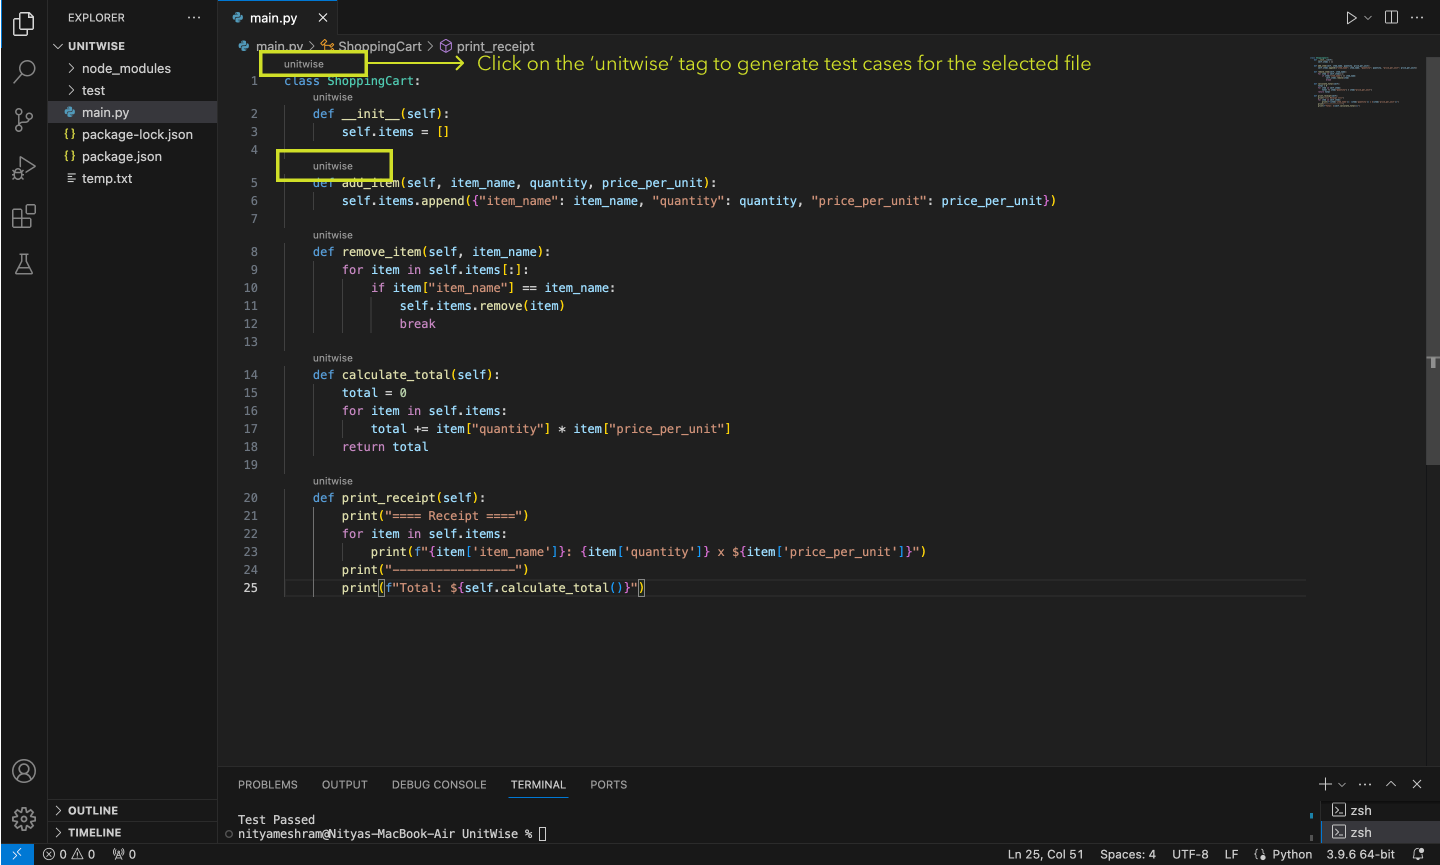 EXPLORER
UNITWISE
node_modules
test
main.py
package-lock.json
package.json
temp.txt
OUTLINE
TIMELINE
main.py
main.py > ShoppingCart > print_receipt
unitwise
Click on the ‘unitwise’ tag to generate test cases for the selected file
1 class ShoppingCart:
unitwise
2 def __init__(self):
3 self.items = []
4
unitwise
5 def add_item(self, item_name, quantity, price_per_unit):
6 self.items.append({"item_name": item_name, "quantity": quantity, "price_per_unit": price_per_unit})
7
unitwise
8 def remove_item(self, item_name):
9 for item in self.items[:]:
10 if item["item_name"] == item_name:
11 self.items.remove(item)
12 break
13
unitwise
14 def calculate_total(self):
15 total = 0
16 for item in self.items:
17 total += item["quantity"] * item["price_per_unit"]
18 return total
19
unitwise
20 def print_receipt(self):
21 print("==== Receipt ====")
22 for item in self.items:
23 print(f"{item['item_name']}: {item['quantity']} x ${item['price_per_unit']}")
24 print("-----------------")
25 print(f"Total: ${self.calculate_total()}")
PROBLEMS OUTPUT DEBUG CONSOLE TERMINAL PORTS
Test Passed
nityameshram@Nityas-MacBook-Air UnitWise %
zsh
zsh
0 0 0
Ln 25, Col 51 Spaces: 4 UTF-8 LF Python 3.9.6 64-bit